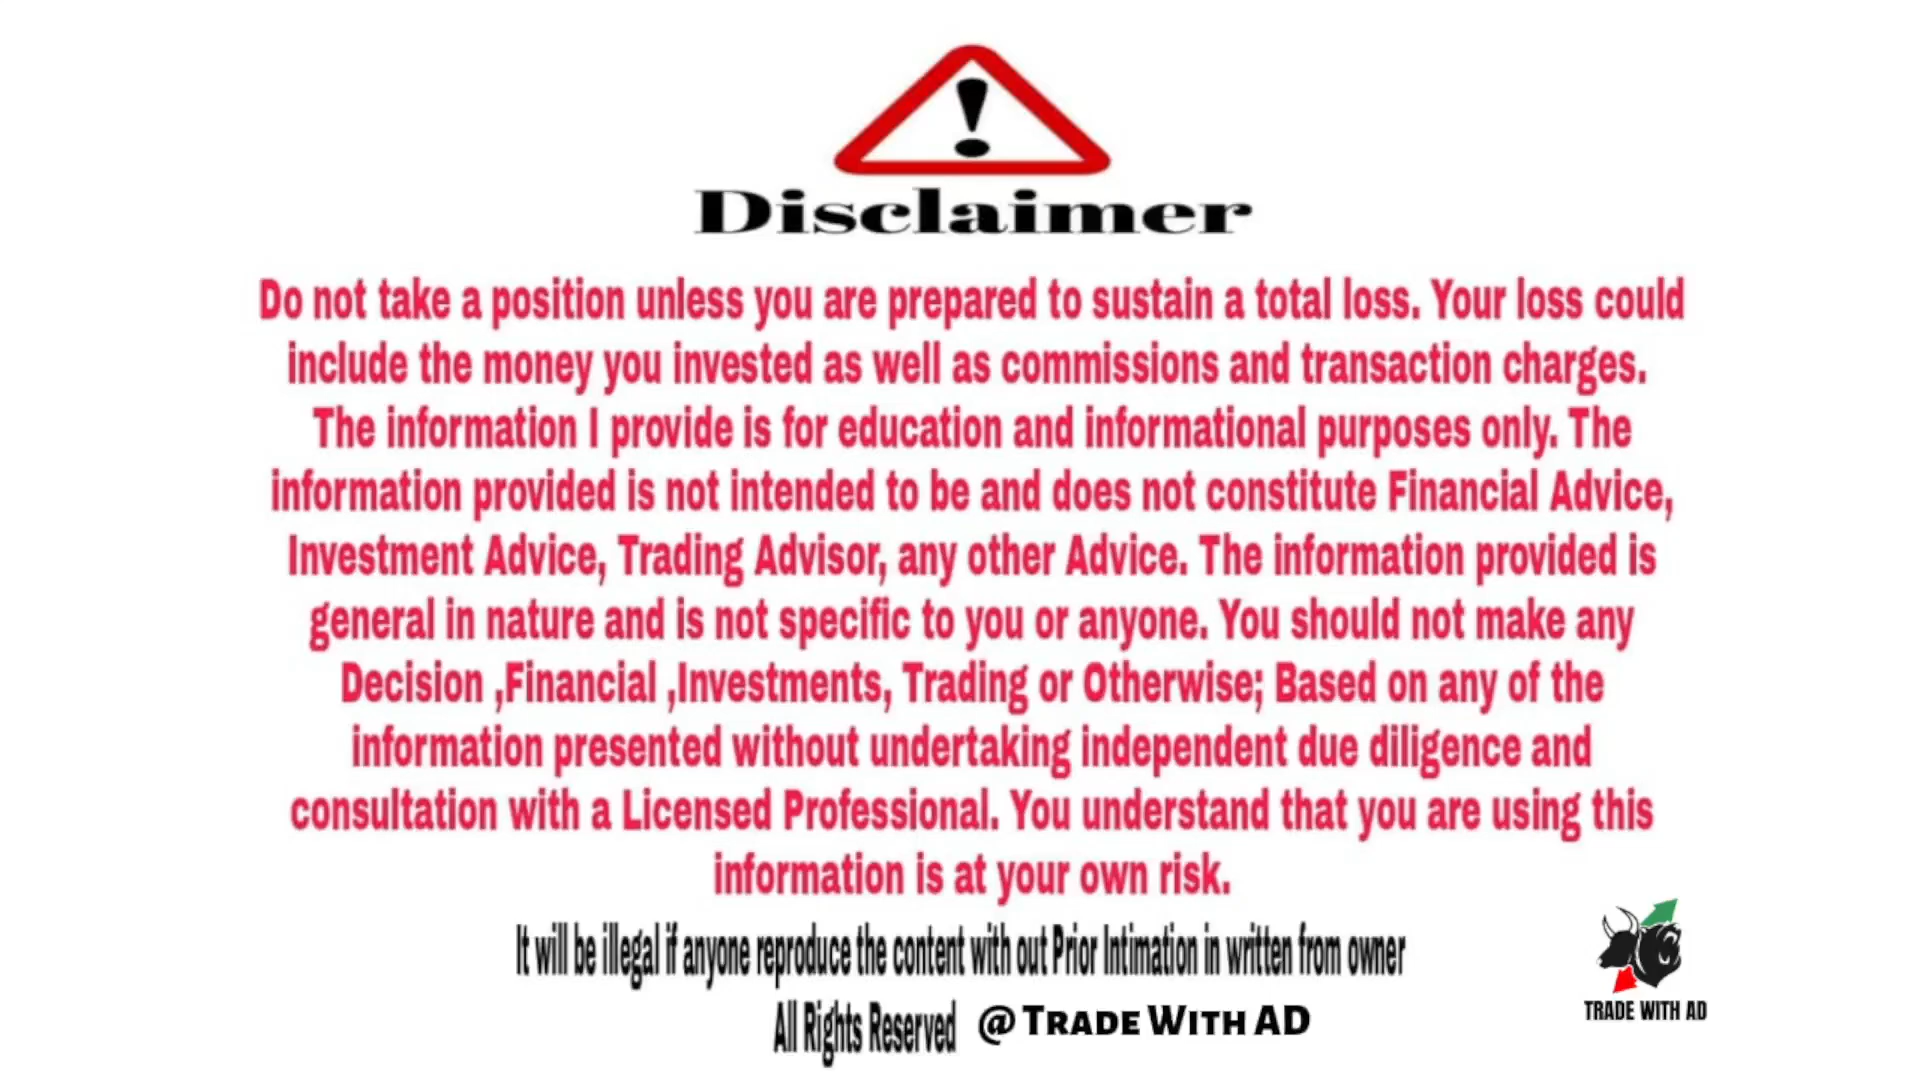 Disclaimer
Do not take a position unless you are prepared to sustain a total loss. Your loss could
include the money you invested as well as commissions and transaction charges.
The information I provide is for education and informational purposes only. The
information provided is not intended to be and does not constitute Financial Advice,
Investment Advice, Trading Advisor, any other Advice. The information provided is
general in nature and is not specific to you or anyone. You should not make any
Decision ,Financial ,Investments, Trading or Otherwise; Based on any of the
information presented without undertaking independent due diligence and
consultation with a Licensed Professional. You understand that you are using this
information is at your own risk.
It will be illegal if anyone reproduce the content with out Prior Intimation in written from owner
All Rights Reserved @ Trade With AD
TRADE WITH AD